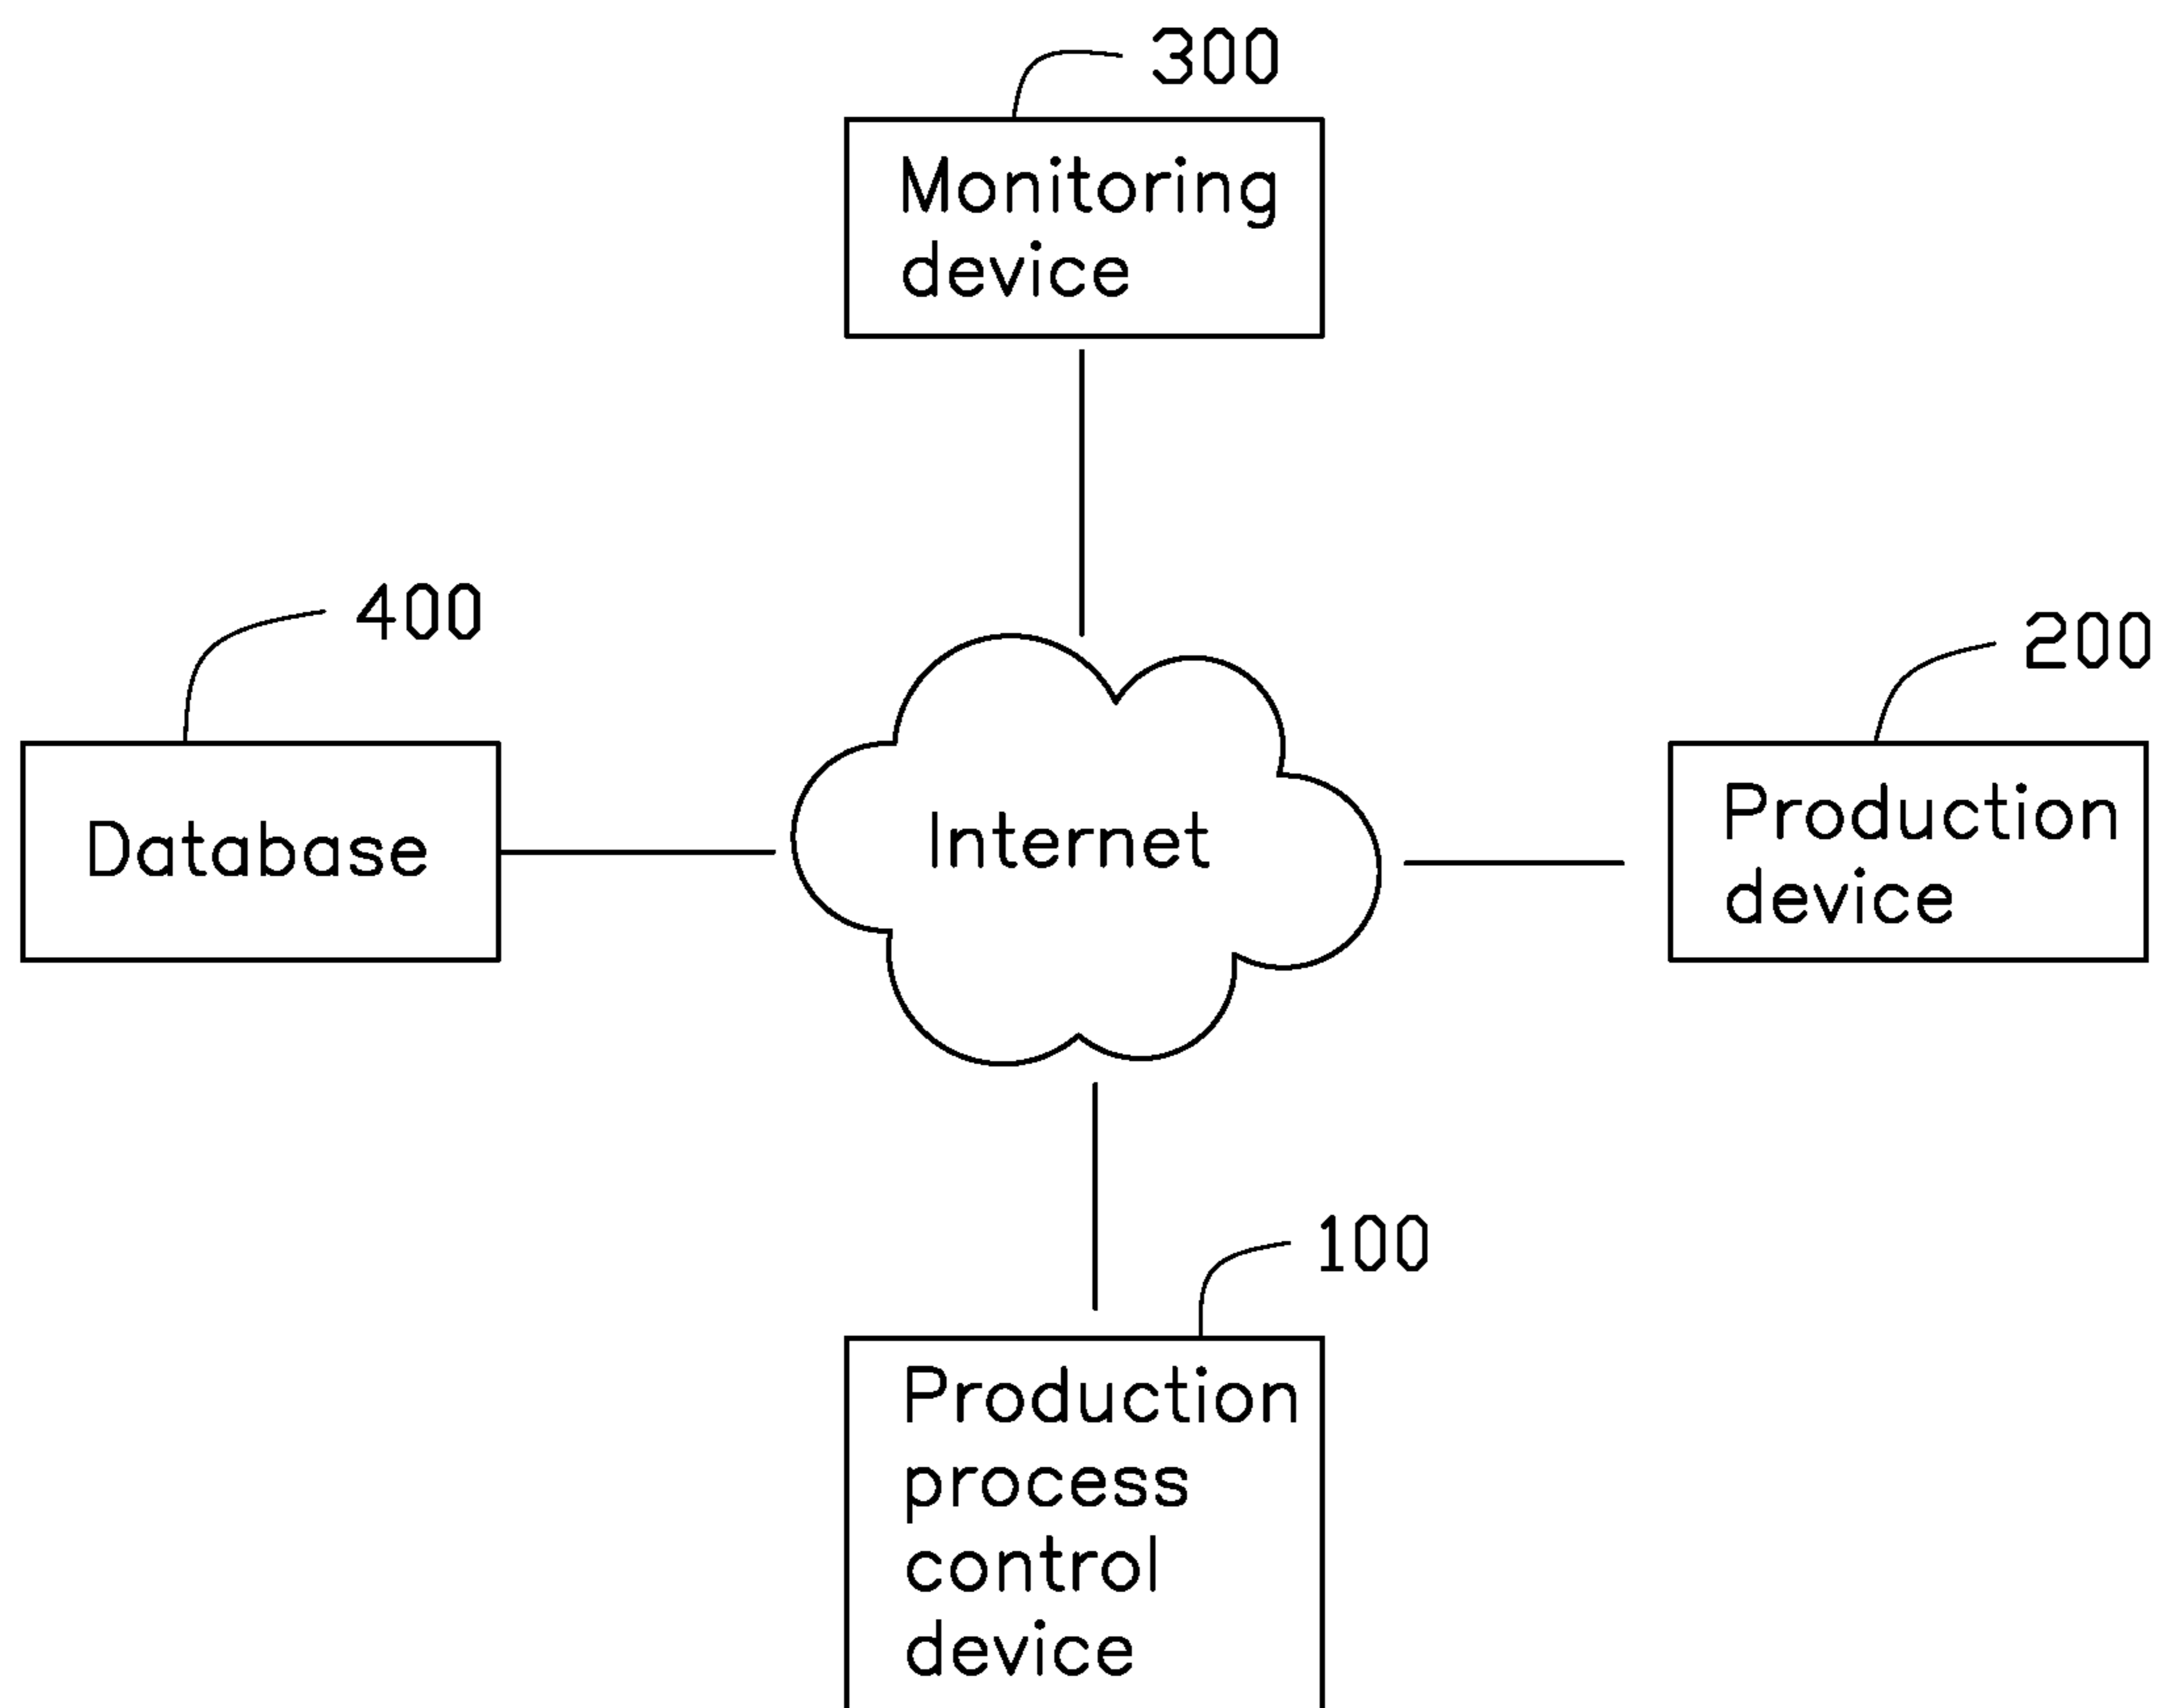 300
Monitoring
device
400
200
Database
Internet
Production
device
100
Production
process
control
device